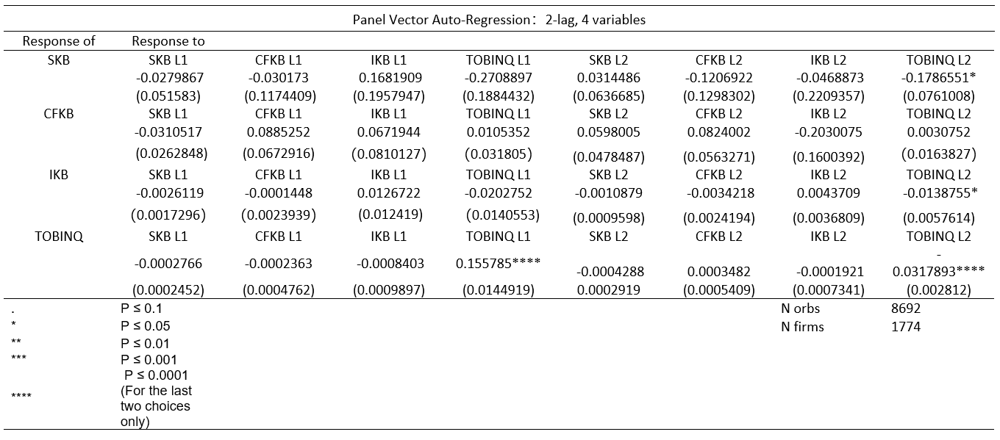 Panel Vector Auto-Regression：2-lag, 4 variables
Response of Response to
SKB SKB L1 CFKB L1 IKB L1 TOBINQ L1 SKB L2 CFKB L2 IKB L2 TOBINQ L2
-0.0279867 -0.030173 0.1681909 -0.2708897 0.0314486 -0.1206922 -0.0468873 -0.1786551*
(0.051583) (0.1174409) (0.1957947) (0.1884432) (0.0636685) (0.1298302) (0.2209357) (0.0761008)
CFKB SKB L1 CFKB L1 IKB L1 TOBINQ L1 SKB L2 CFKB L2 IKB L2 TOBINQ L2
-0.0310517 0.0885252 0.0671944 0.0105352 0.0598005 0.0824002 -0.2030075 0.0030752
(0.0262848) (0.0672916) (0.0810127) (0.031805) (0.0478487) (0.0563271) (0.1600392) (0.0163827)
IKB SKB L1 CFKB L1 IKB L1 TOBINQ L1 SKB L2 CFKB L2 IKB L2 TOBINQ L2
-0.0026119 -0.0001448 0.0126722 -0.0202752 -0.0010879 -0.0034218 0.0043709 -0.0138755*
(0.0017296) (0.0023939) (0.012419) (0.0140553) (0.0009598) (0.0024194) (0.0036809) (0.0057614)
TOBINQ SKB L1 CFKB L1 IKB L1 TOBINQ L1 SKB L2 CFKB L2 IKB L2 TOBINQ L2
-0.0002766 -0.0002363 -0.0008403 0.155785**** -0.0004288 0.0003482 -0.0001921 -
0.0317893****
(0.0002452) (0.0004762) (0.0009897) (0.0144919) 0.0002919 (0.0005409) (0.0007341) (0.002812)
. P ≤ 0.1 N orbs 8692
* P ≤ 0.05 N firms 1774
** P ≤ 0.01
*** P ≤ 0.001
**** P ≤ 0.0001
(For the last
two choices
only)